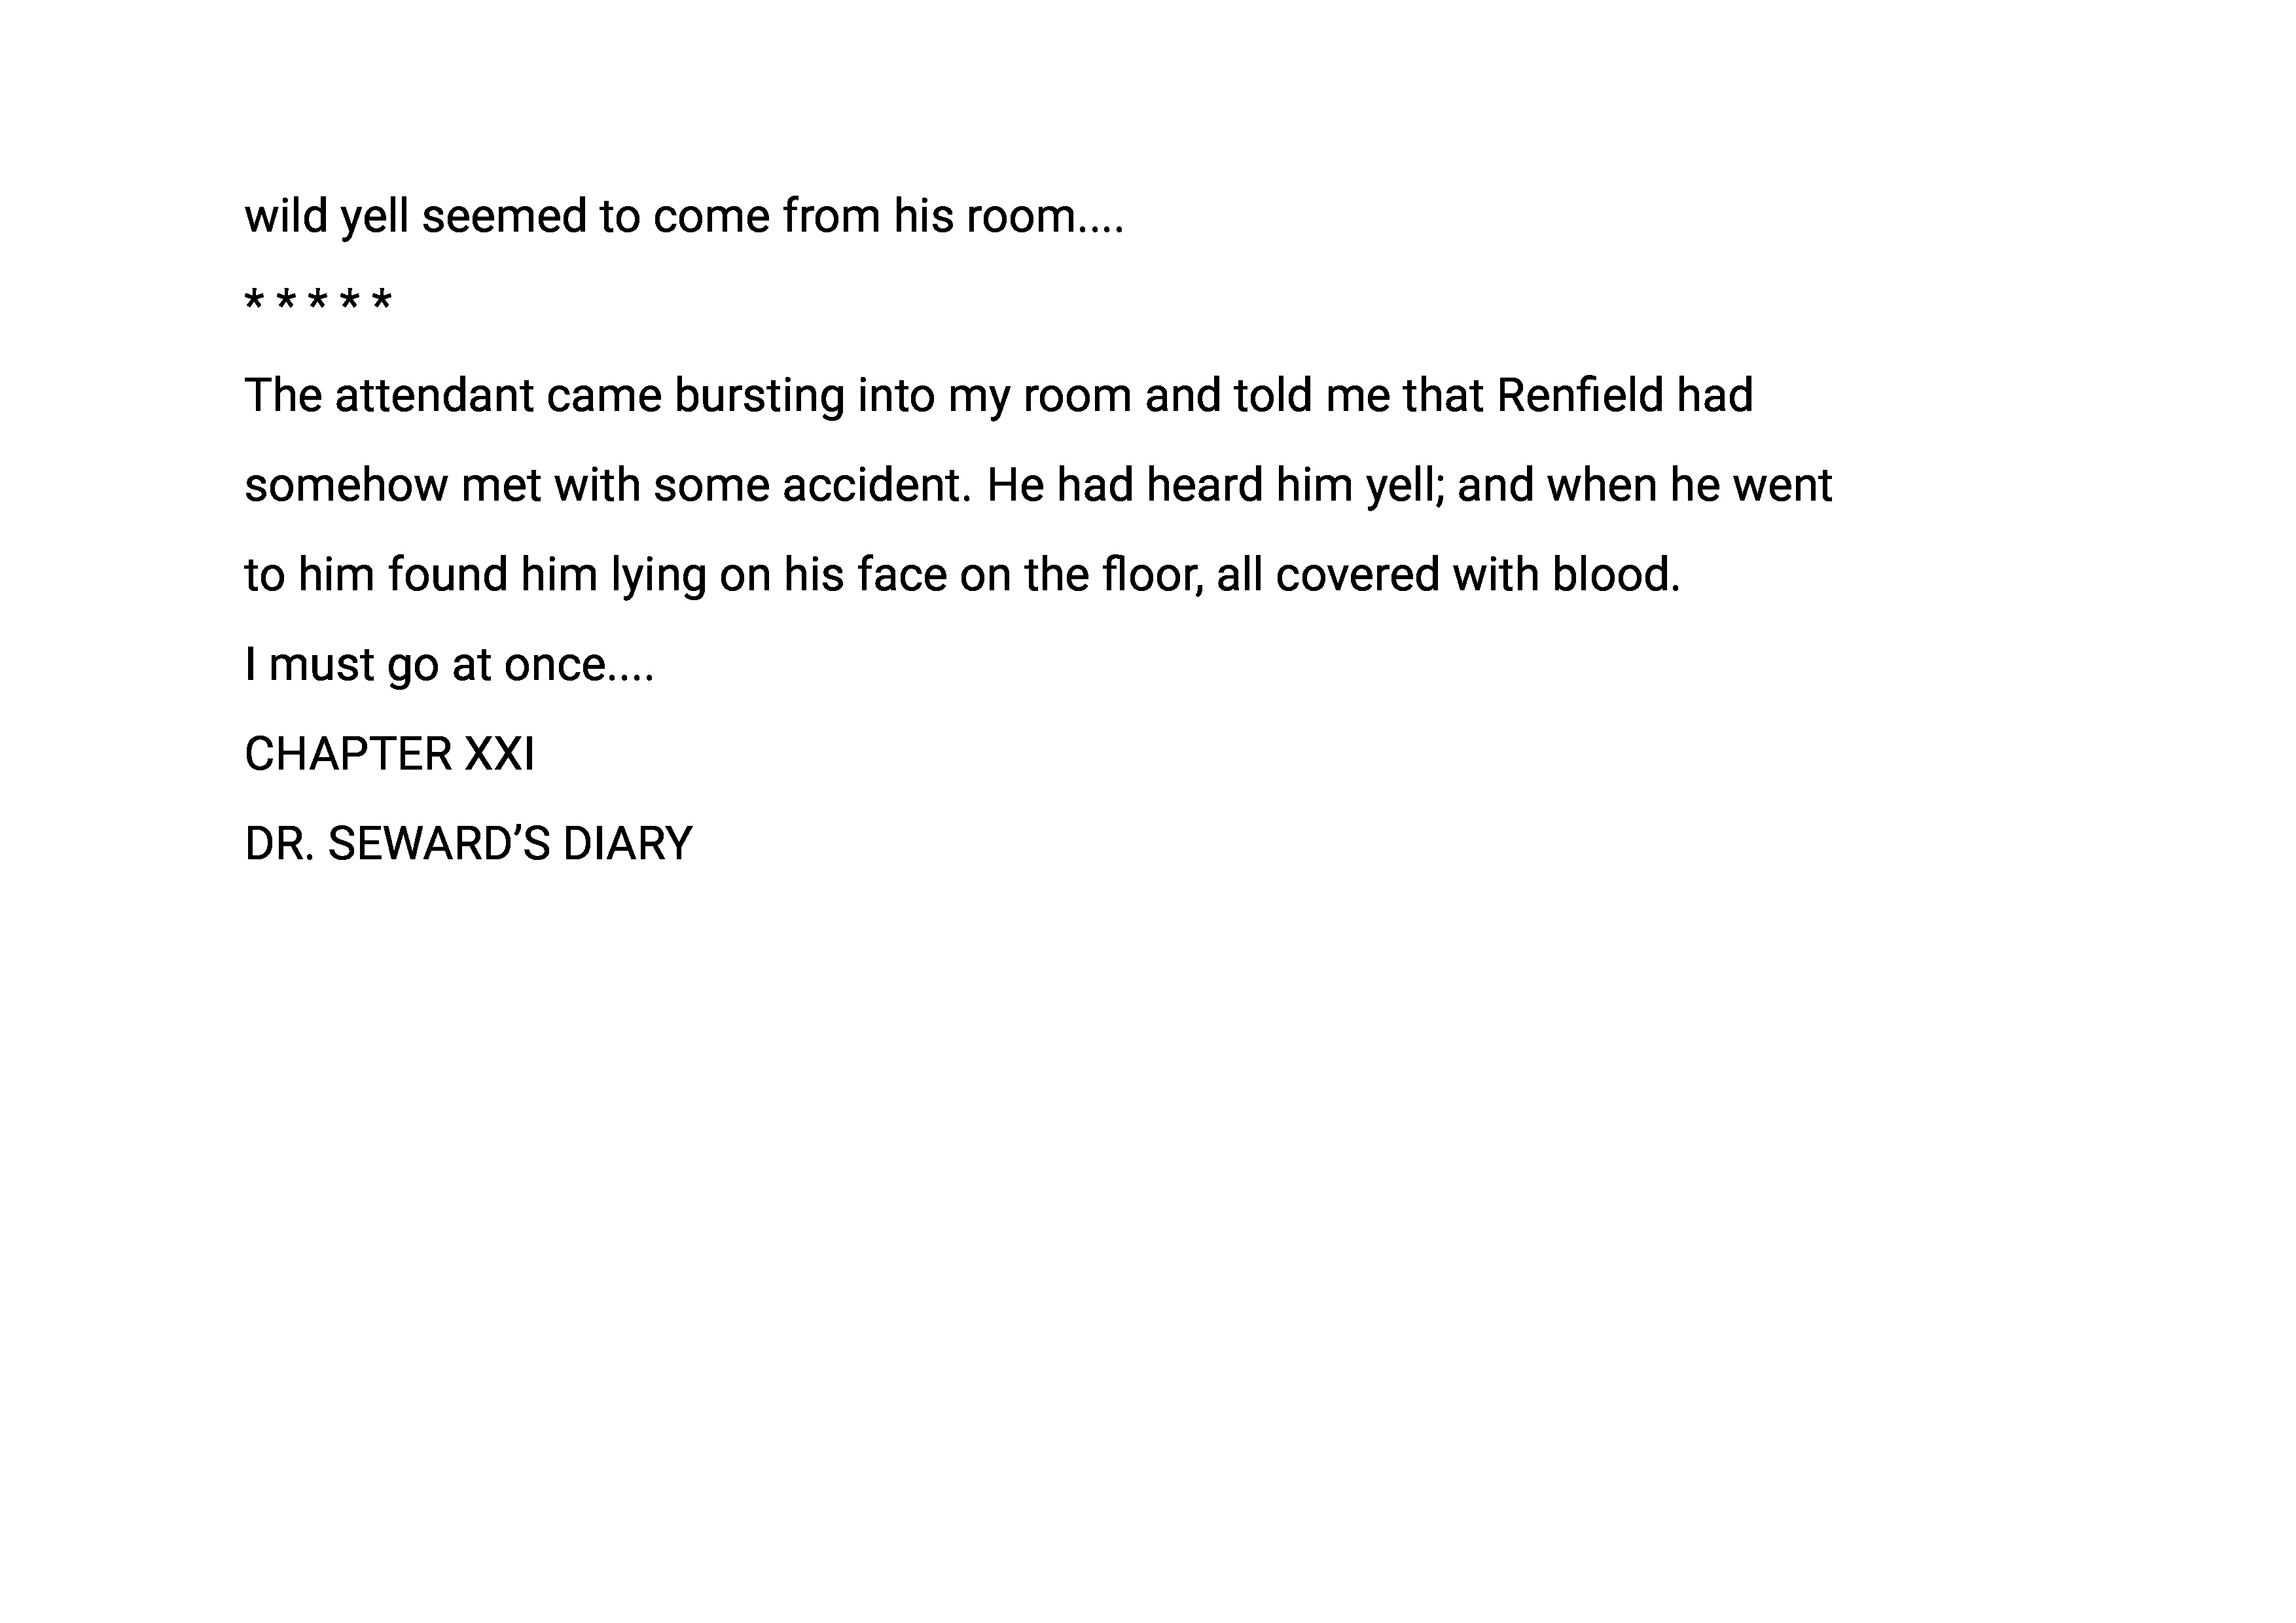 wild yell seemed to come from his room....
* * * * *
The attendant came bursting into my room and told me that Renfield had
somehow met with some accident. He had heard him yell; and when he went
to him found him lying on his face on the floor, all covered with blood.
I must go at once....
CHAPTER XXI
DR. SEWARD’S DIARY